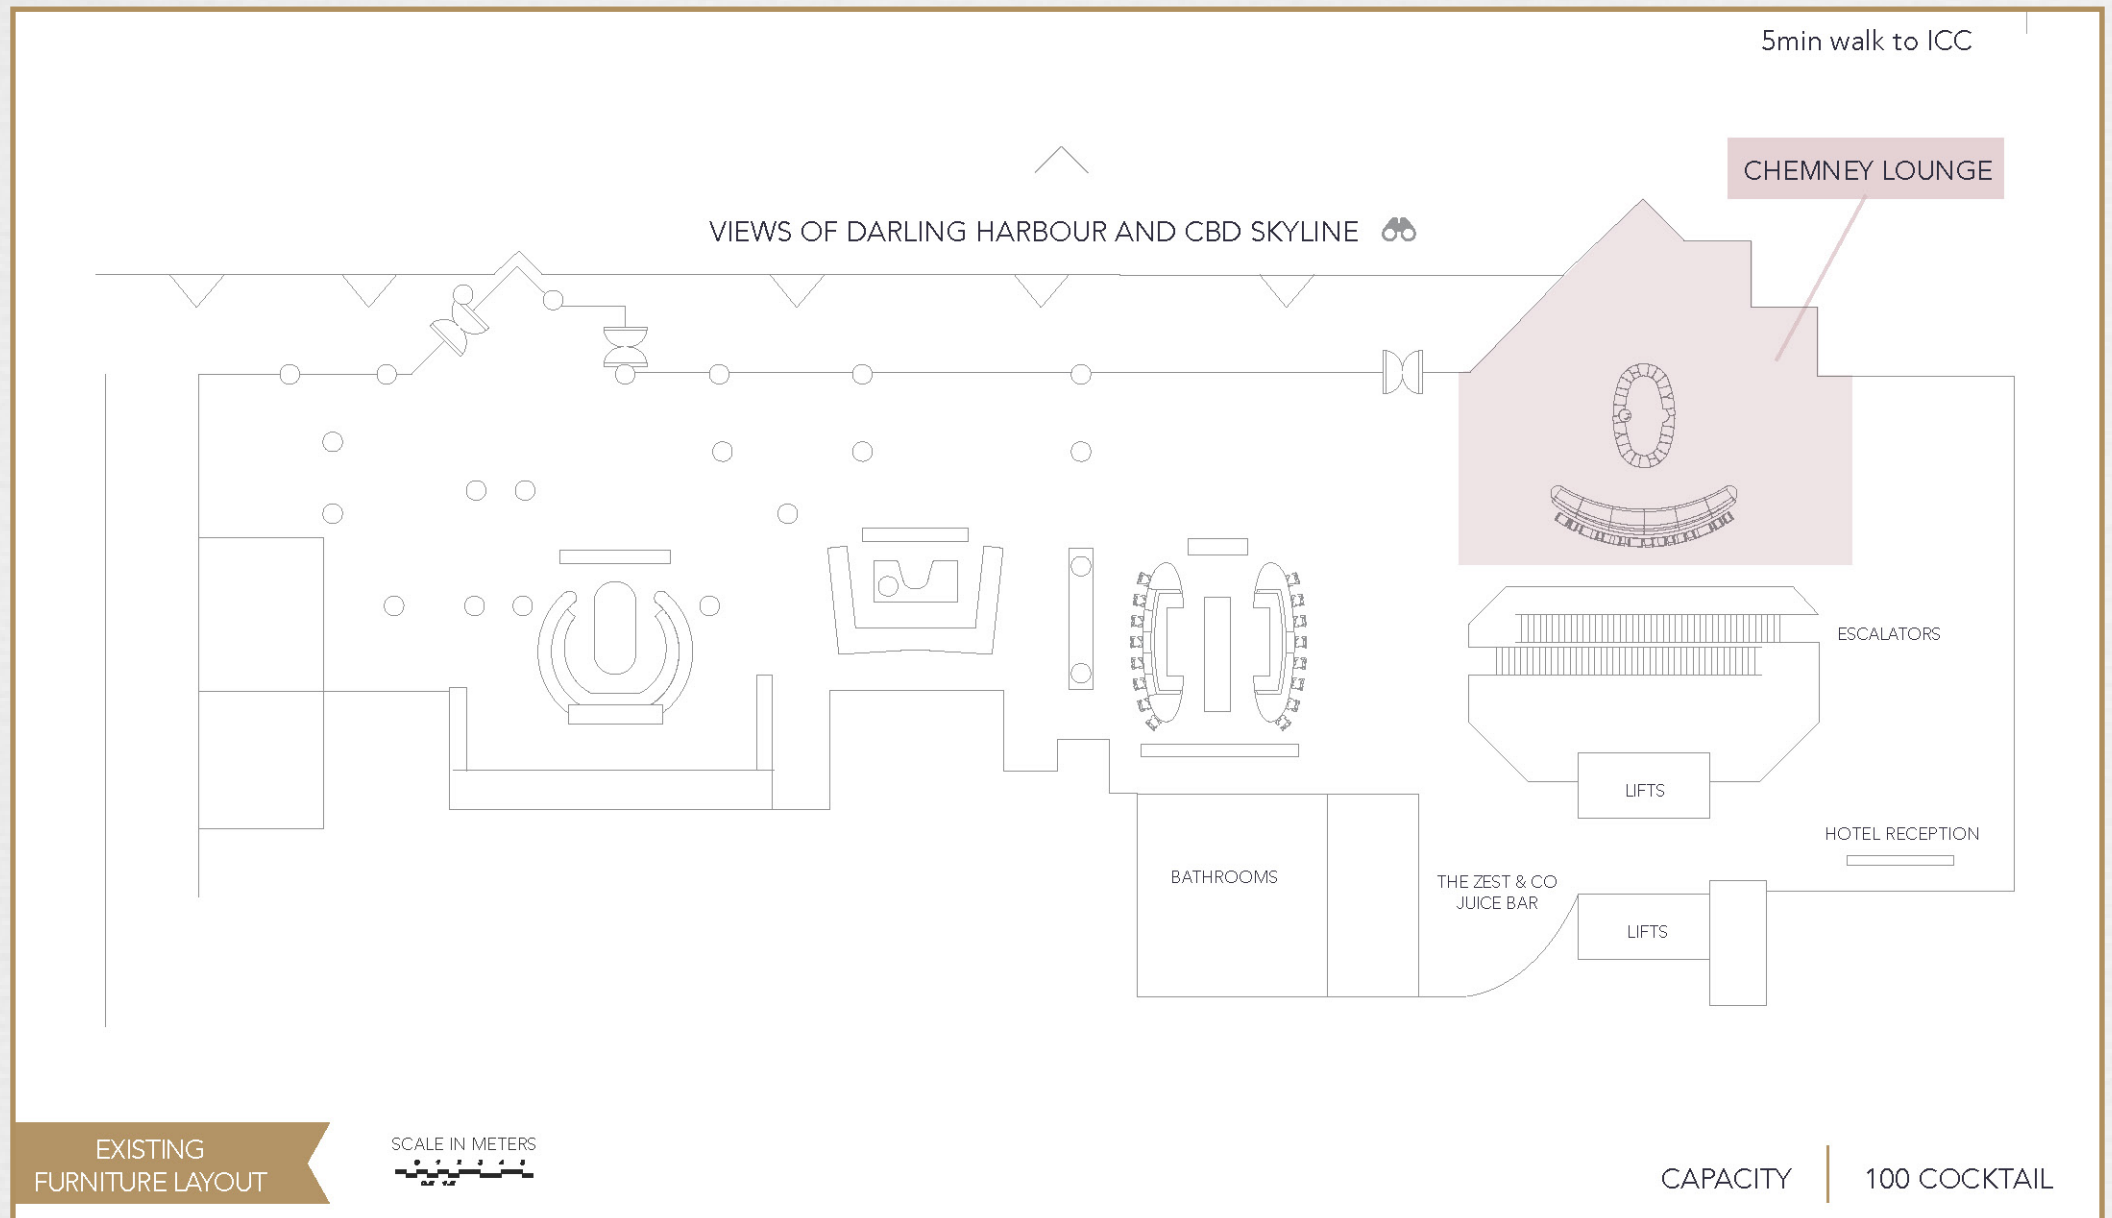 5min walk to ICC
CHEMNEY LOUNGE
VIEWS OF DARLING HARBOUR AND CBD SKYLINE
ESCALATORS
LIFTS
HOTEL RECEPTION
BATHROOMS
THE ZEST & CO
JUICE BAR
LIFTS
EXISTING
FURNITURE LAYOUT
SCALE IN METERS
CAPACITY
100 COCKTAIL